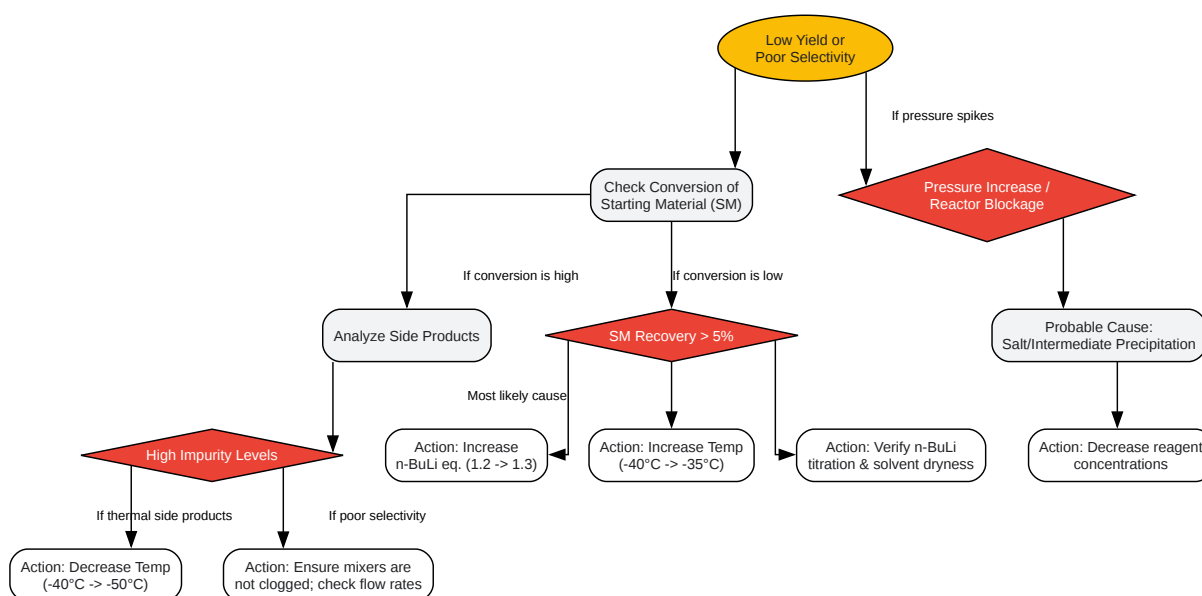 Low Yield or
Poor Selectivity
If pressure spikes
Check Conversion of
Starting Material (SM)
Pressure Increase /
Reactor Blockage
If conversion is high
If conversion is low
Analyze Side Products
SM Recovery > 5%
Probable Cause:
Salt/Intermediate Precipitation
Most likely cause
High Impurity Levels
Action: Increase
n-BuLi eq. (1.2 -> 1.3)
Action: Increase Temp
(-40°C -> -35°C)
Action: Verify n-BuLi
titration & solvent dryness
Action: Decrease reagent
concentrations
If thermal side products
If poor selectivity
Action: Decrease Temp
(-40°C -> -50°C)
Action: Ensure mixers are
not clogged; check flow rates